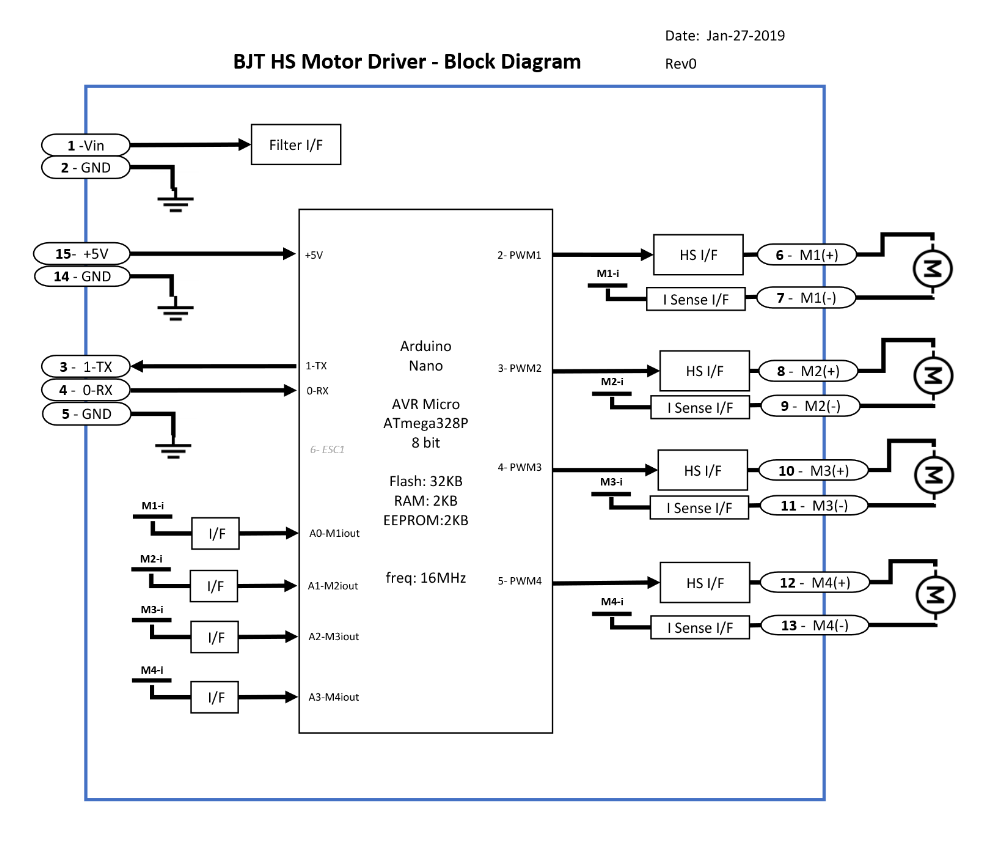 Date: Jan-27-2019
BJT HS Motor Driver - Block Diagram
Rev0
1 -Vin
Filter I/F
2 - GND
15- +5V
14 - GND
+5V
3 - 1-TX
4 - 0-RX
5 - GND
1-TX
0-RX
6- ESC1
M1-i
I/F
A0-M1iout
M2-i
I/F
A1-M2iout
M3-i
I/F
A2-M3iout
M4-i
I/F
A3-M4iout
Arduino
Nano
AVR Micro
ATmega328P
8 bit
Flash: 32KB
RAM: 2KB
EEPROM:2KB
freq: 16MHz
2- PWM1
HS I/F
6 - M1(+)
M
M1-i
I Sense I/F
7 - M1(-)
3- PWM2
HS I/F
8 - M2(+)
M
M2-i
I Sense I/F
9 - M2(-)
4- PWM3
HS I/F
10 - M3(+)
M
M3-i
I Sense I/F
11 - M3(-)
5- PWM4
HS I/F
12 - M4(+)
M
M4-i
I Sense I/F
13 - M4(-)